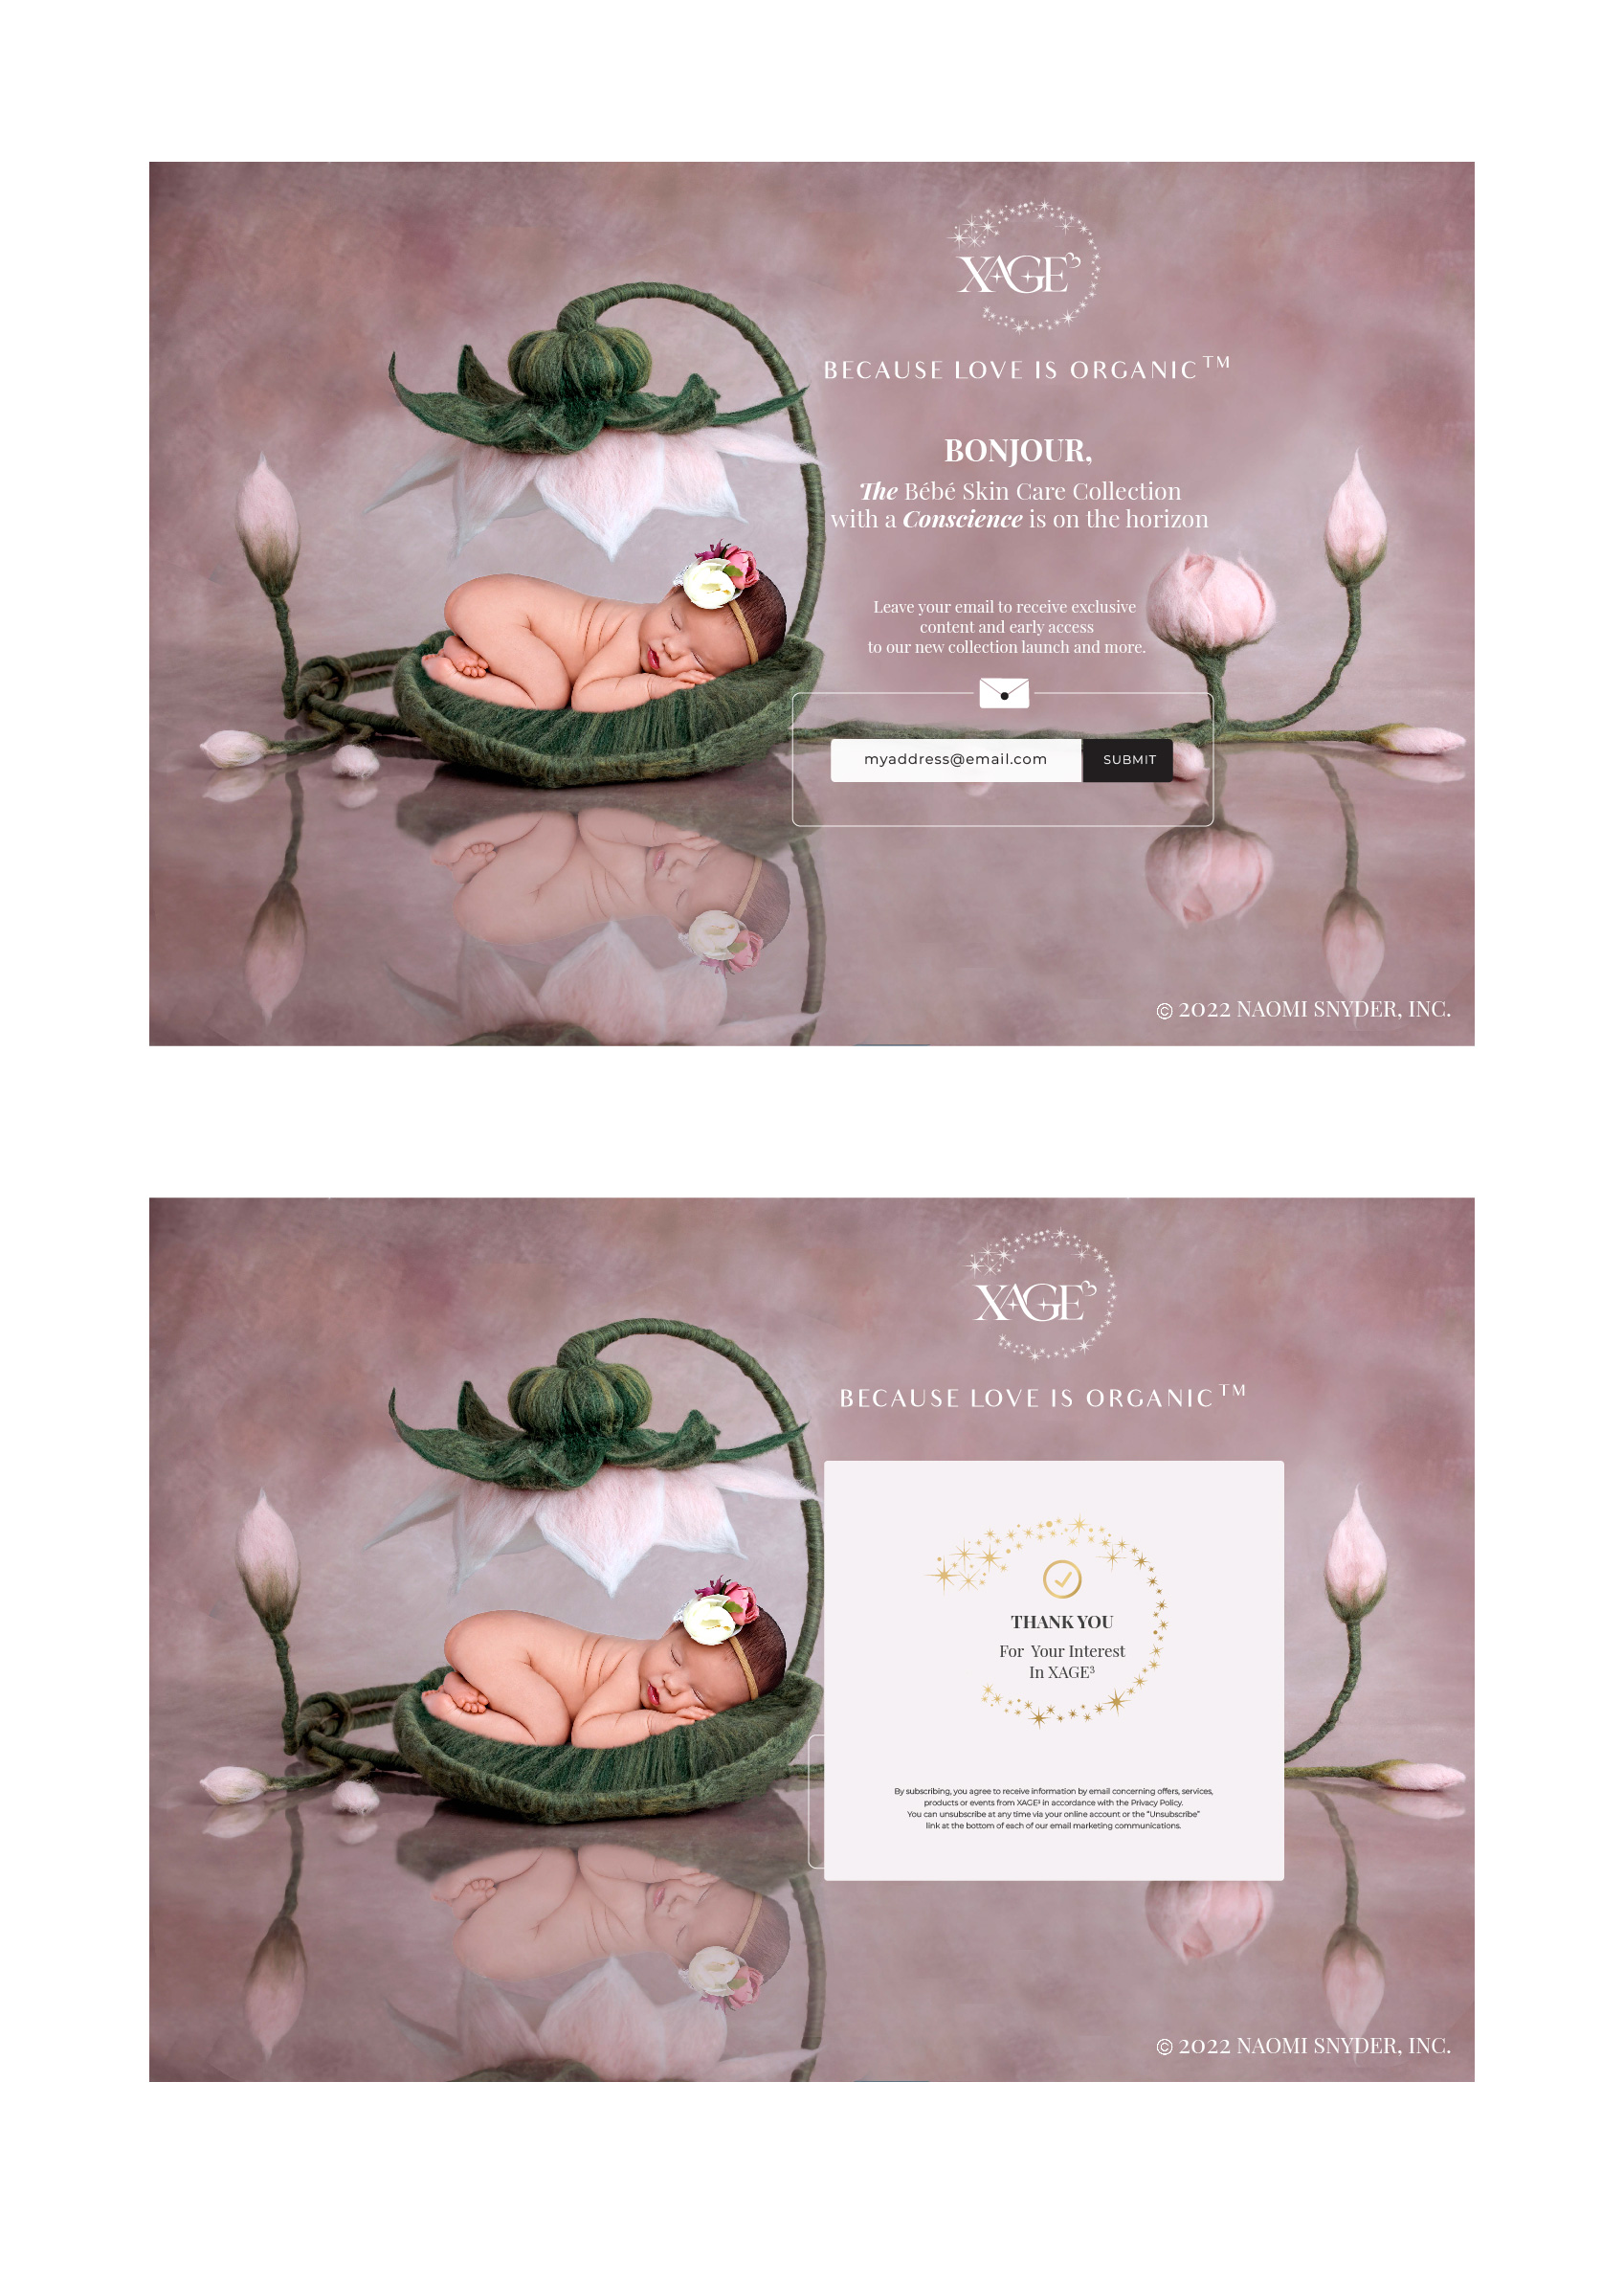 XAGE³
BECAUSE LOVE IS ORGANIC™
BONJOUR,
The Bébé Skin Care Collection
with a Conscience is on the horizon
Leave your email to receive exclusive
content and early access
to our new collection launch and more.
myaddress@email.com SUBMIT
© 2022 NAOMI SNYDER, INC.
XAGE³
BECAUSE LOVE IS ORGANIC™
THANK YOU
For Your Interest
In XAGE³
By subscribing, you agree to receive information by email concerning offers, services,
products or events from XAGE³ in accordance with the Privacy Policy.
You can unsubscribe at any time via your online account or the "Unsubscribe"
link at the bottom of each of our email marketing communications.
© 2022 NAOMI SNYDER, INC.